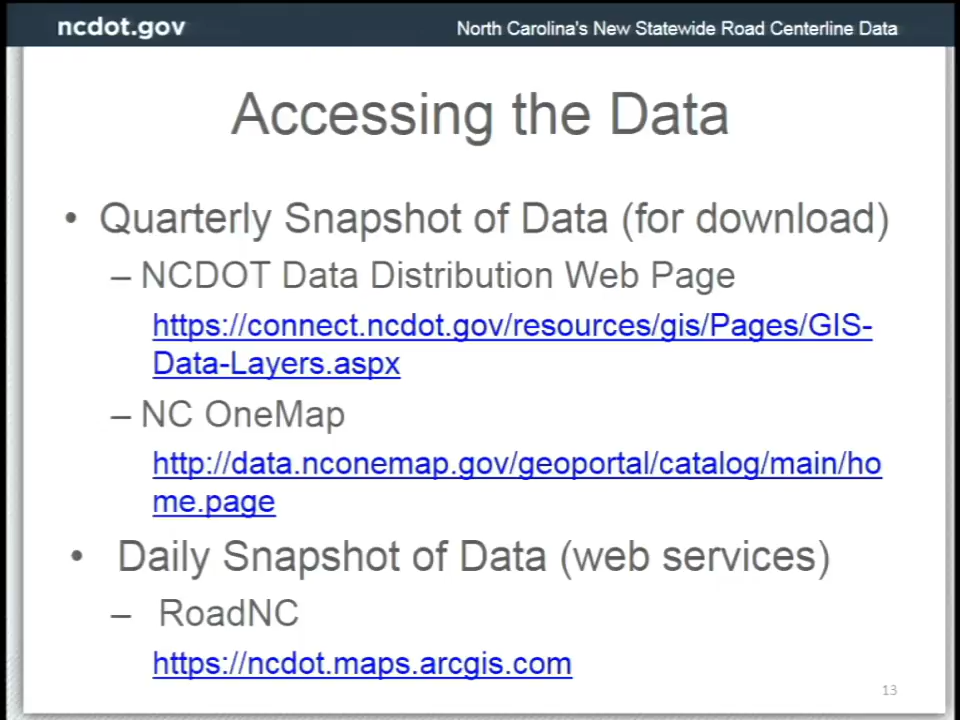 ncdot.gov
North Carolina's New Statewide Road Centerline Data
Accessing the Data
• Quarterly Snapshot of Data (for download)
– NCDOT Data Distribution Web Page
https://connect.ncdot.gov/resources/gis/Pages/GIS-
Data-Layers.aspx
– NC OneMap
http://data.nconemap.gov/geoportal/catalog/main/ho
me.page
• Daily Snapshot of Data (web services)
– RoadNC
https://ncdot.maps.arcgis.com
13